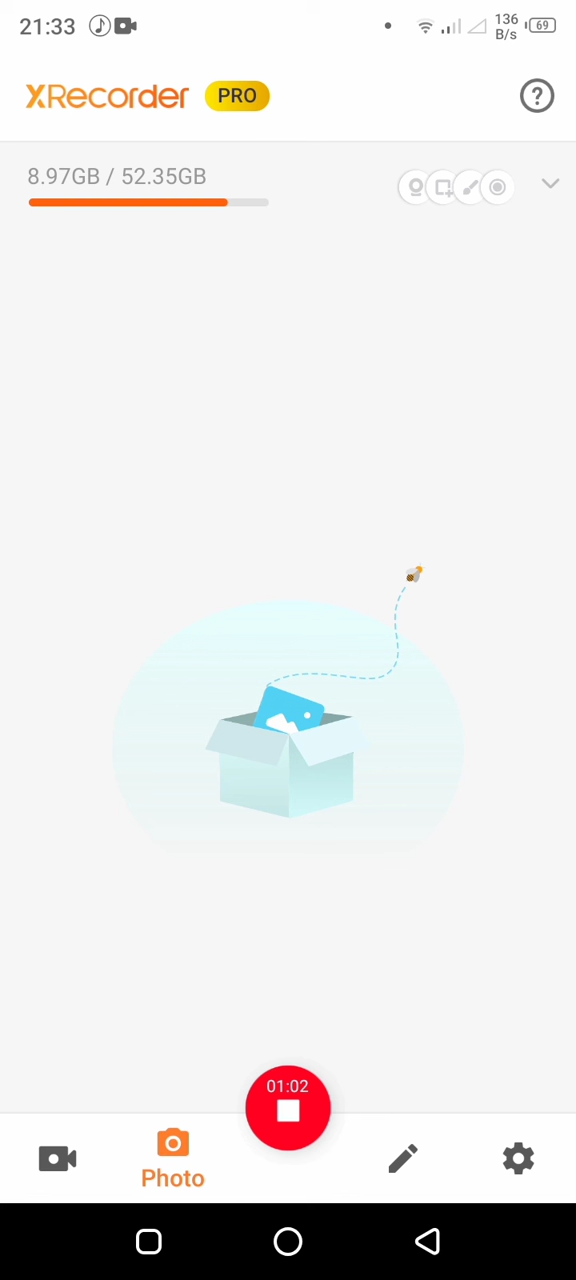 21:33
136
B/s
69
XRecorder PRO
?
8.97GB / 52.35GB
01:02
Photo